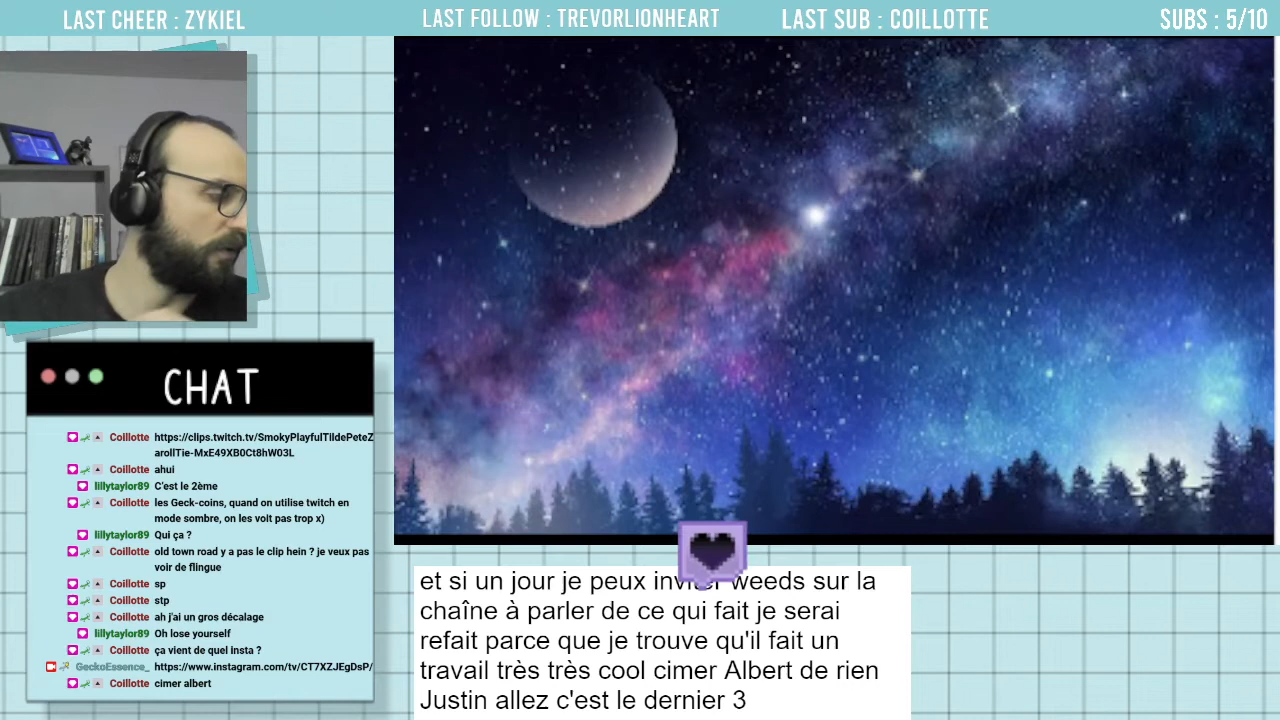 LAST CHEER : ZYKIEL
LAST FOLLOW : TREVORLIONHEART
LAST SUB : COILLOTTE
SUBS : 5/10
CHAT
Coillotte https://clips.twitch.tv/SmokyPlayfulTildePeteZ
arollTie-MxE49XB0Ct8hW03L
Coillotte ahui
lillytaylor89 C'est le 2ème
Coillotte les Geck-coins, quand on utilise twitch en
mode sombre, on les voit pas trop x)
lillytaylor89 Qui ça ?
Coillotte old town road y a pas le clip hein ? je veux pas
voir de flingue
Coillotte sp
Coillotte stp
Coillotte ah j'ai un gros décalage
lillytaylor89 Oh lose yourself
Coillotte ça vient de quel insta ?
GeckoEssence_ https://www.instagram.com/tv/CT7XZJEgDsP/
Coillotte cimer albert
et si un jour je peux inviter weeds sur la
chaîne à parler de ce qui fait je serai
refait parce que je trouve qu'il fait un
travail très très cool cimer Albert de rien
Justin allez c'est le dernier 3